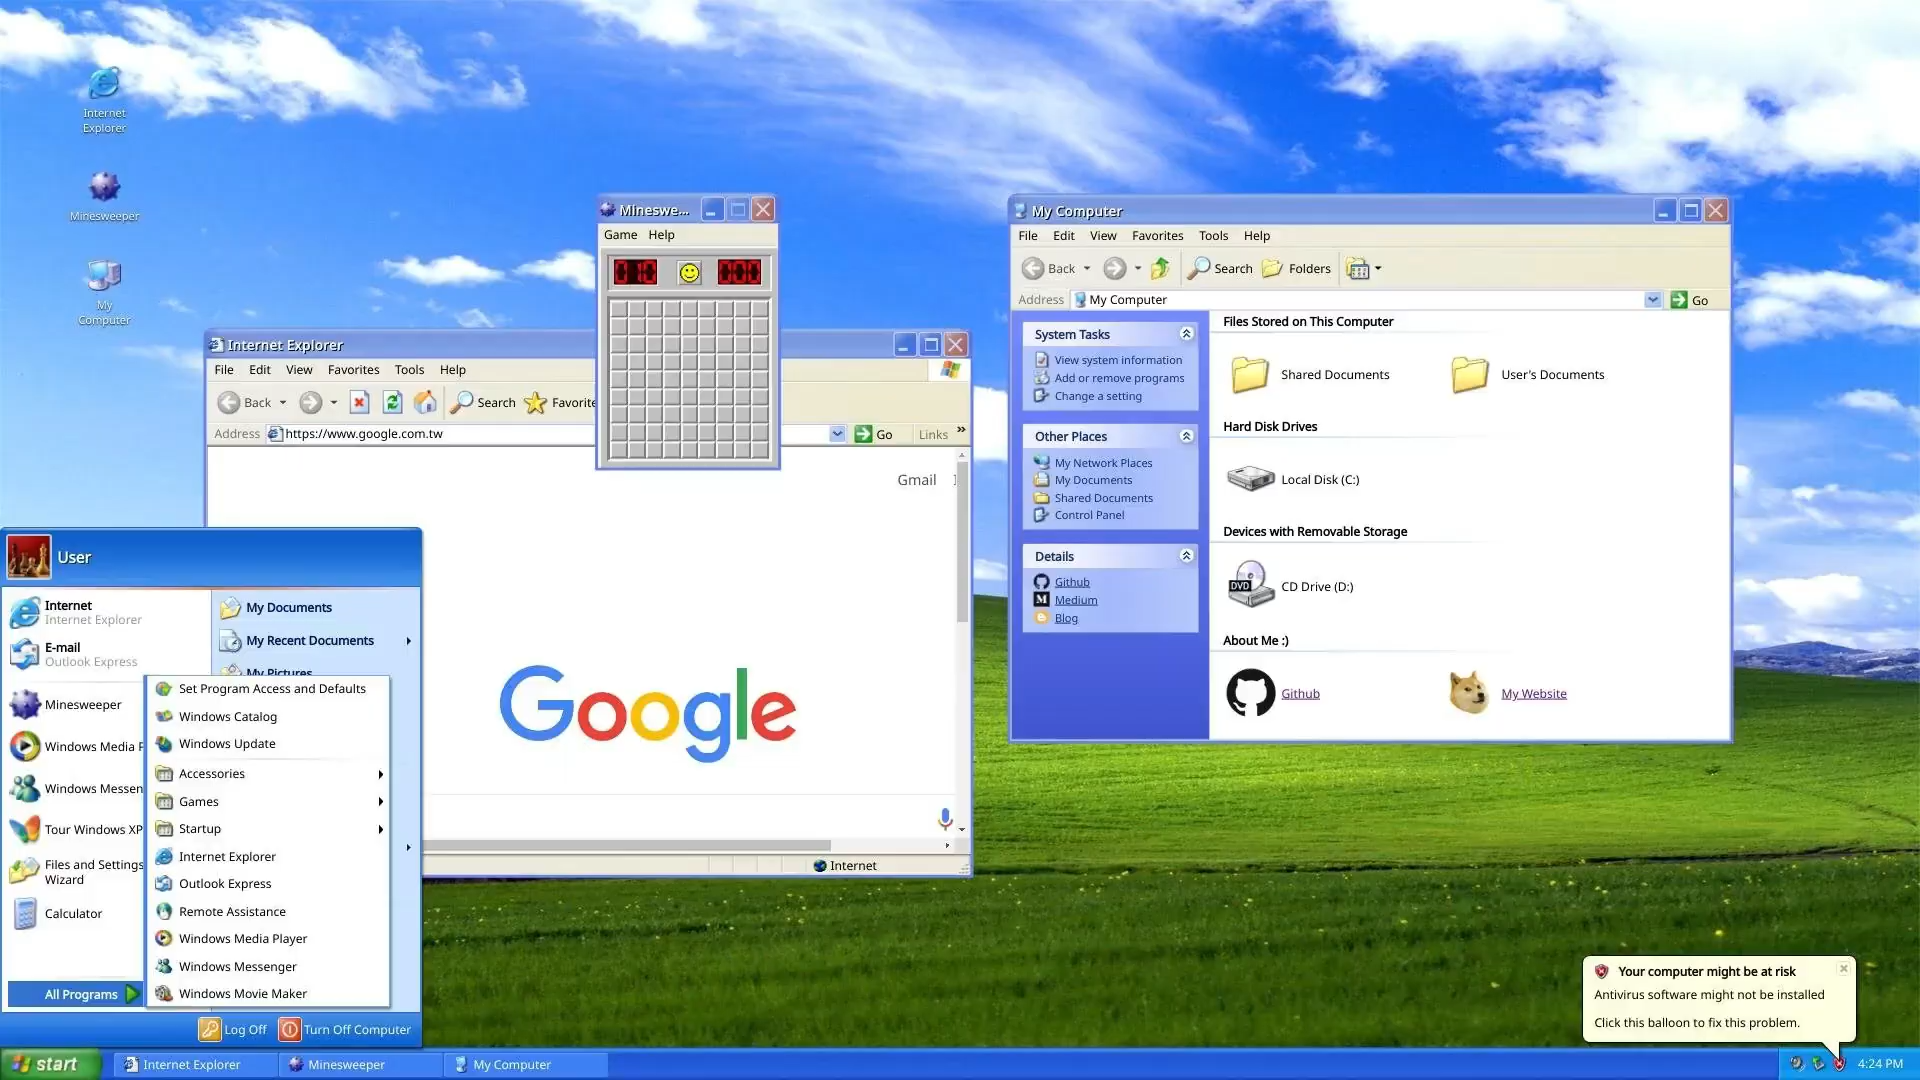 Internet
Explorer
Minesweeper
My
Computer
Mineswe...
Game Help
010 000
Internet Explorer
File Edit View Favorites Tools Help
Back Search Favorite
Address https://www.google.com.tw Go Links »
Gmail
Google
Internet
My Computer
File Edit View Favorites Tools Help
Back Search Folders
Address My Computer Go
System Tasks
View system information
Add or remove programs
Change a setting
Other Places
My Network Places
My Documents
Shared Documents
Control Panel
Details
Github
Medium
Blog
Files Stored on This Computer
Shared Documents User's Documents
Hard Disk Drives
Local Disk (C:)
Devices with Removable Storage
DVD CD Drive (D:)
About Me :)
Github My Website
User
Internet
Internet Explorer
E-mail
Outlook Express
Minesweeper
Windows Media P
Windows Messen
Tour Windows XP
Files and Settings
Wizard
Calculator
All Programs
My Documents
My Recent Documents
My Pictures
Set Program Access and Defaults
Windows Catalog
Windows Update
Accessories
Games
Startup
Internet Explorer
Outlook Express
Remote Assistance
Windows Media Player
Windows Messenger
Windows Movie Maker
Log Off Turn Off Computer
Your computer might be at risk
Antivirus software might not be installed
Click this balloon to fix this problem.
start Internet Explorer Minesweeper My Computer 4:24 PM